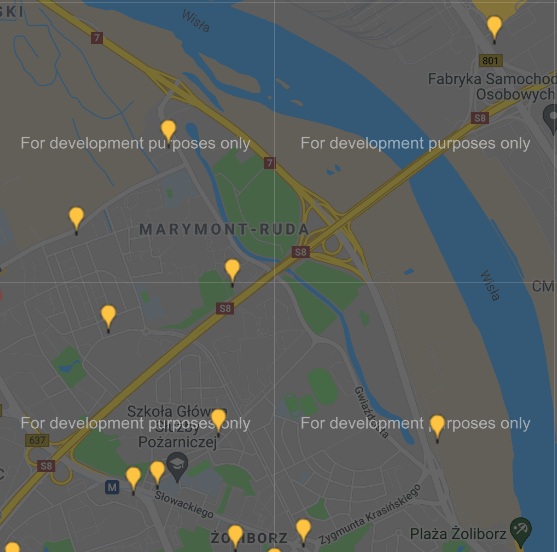 SKI
Wisła
7
801
Fabryka Samochod
Osobowych
S8
For development purposes only
For development purposes only
7
MARYMONT-RUDA
S8
Wisła
CM
S8
Gwiaździsta
Szkoła Główna
Służby
Pożarniczej
For development purposes only
For development purposes only
637
S8
M
Słowackiego
Zygmunta Krasińskiego
Plaża Żoliborz
ŻOLIBORZ